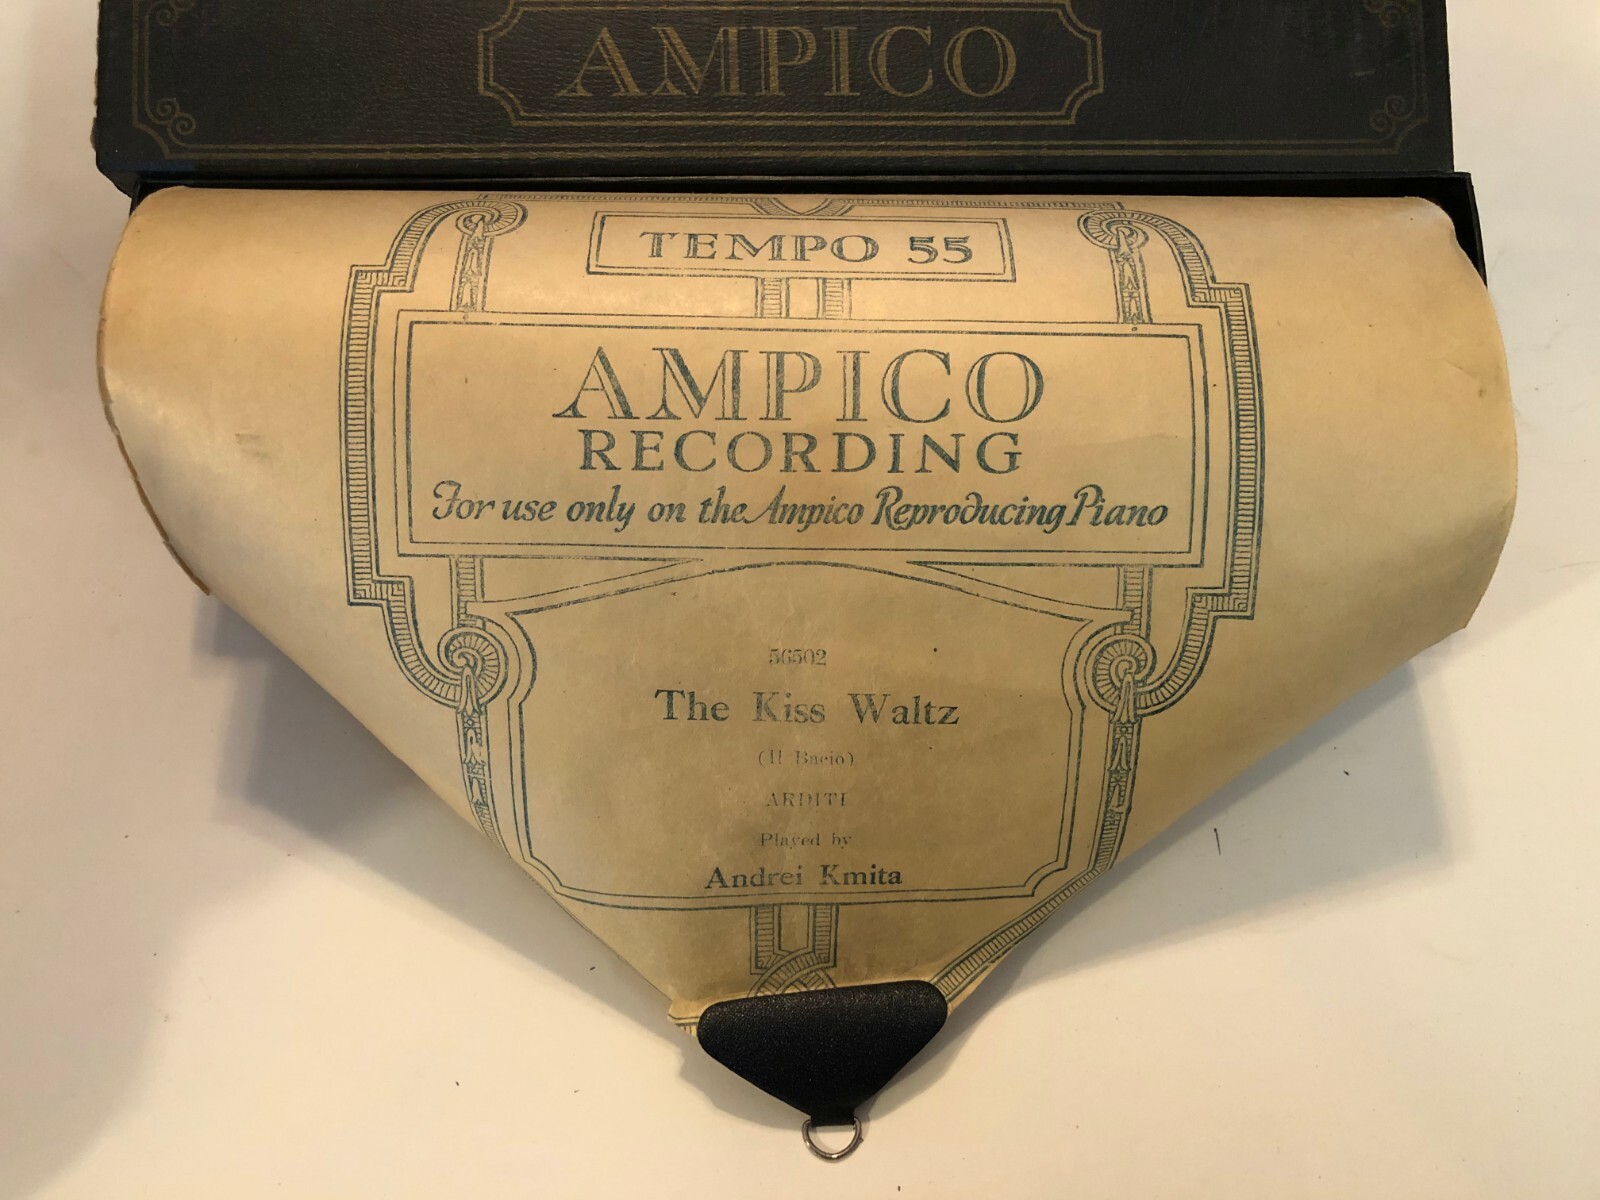 AMPICO
TEMPO 55
AMPICO
RECORDING
For use only on the Ampico Reproducing Piano
56502
The Kiss Waltz
(Il Bacio)
ARDITI
Played by
Andrei Kmita